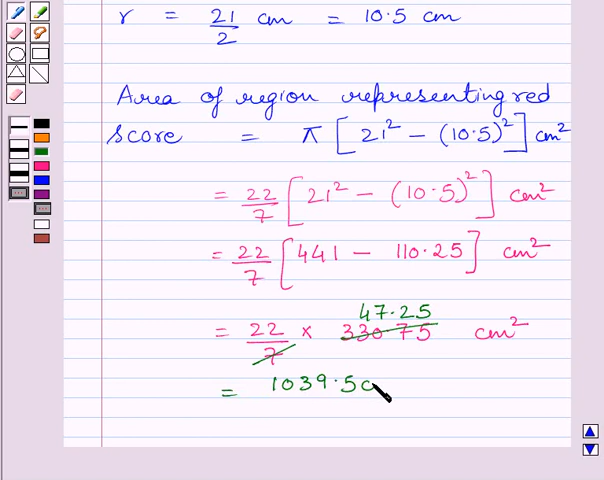 r = 21/2 cm = 10.5 cm
Area of region representing red
score = π [ 21² − (10.5)² ] cm²
= 22/7 [ 21² − (10.5)² ] cm²
= 22/7 [ 441 − 110.25 ] cm²
47.25
= 22/7 × 330.75 cm²
= 1039.50